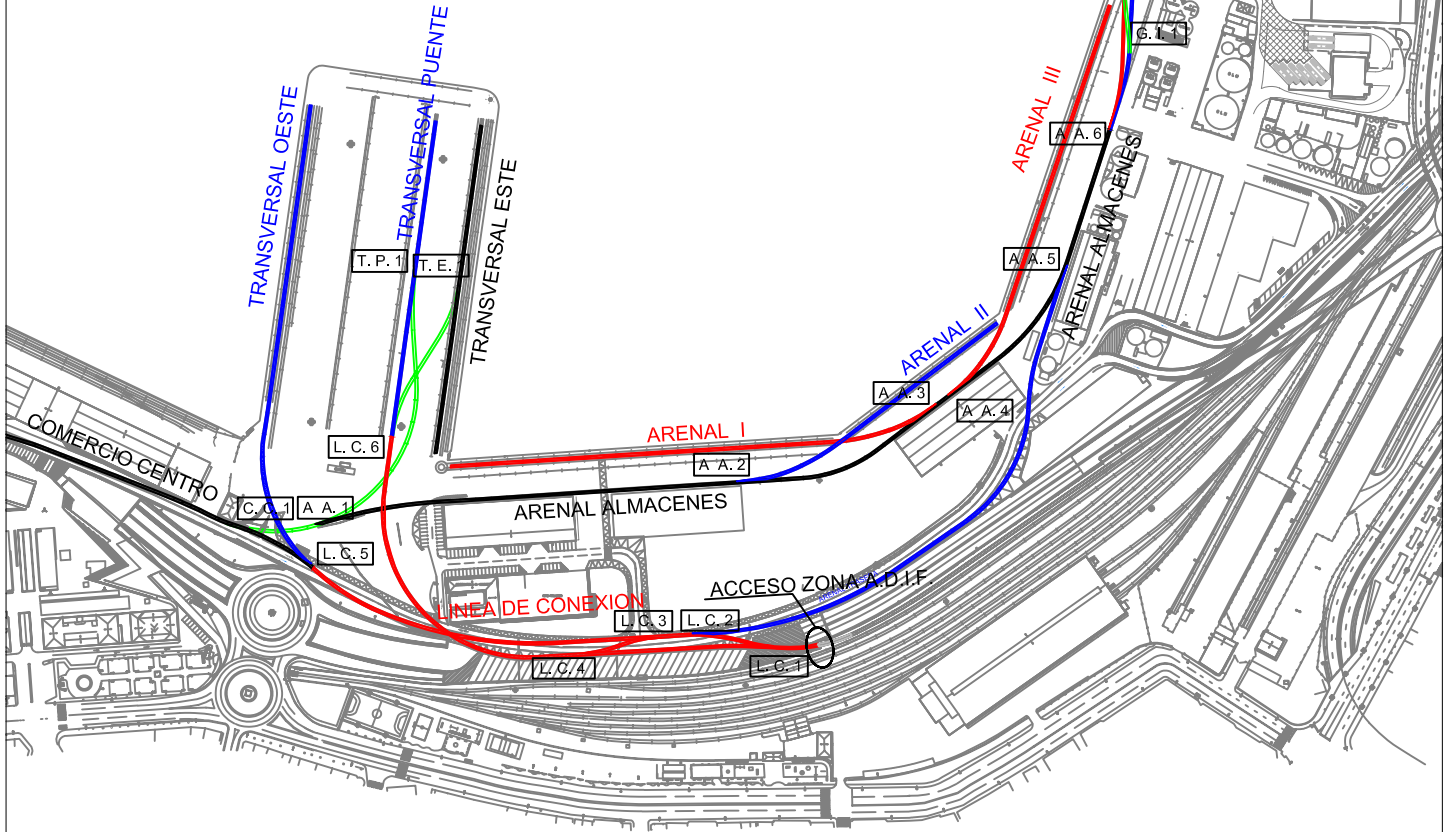 TRANSVERSAL PUENTE
G. I. 1
TRANSVERSAL OESTE
ARENAL III
A. A. 6
ARENAL ALMACENES
TRANSVERSAL ESTE
T. P. 1
T. E. 1
A. A. 5
ARENAL II
A. A. 3
A. A. 4
COMERCIO CENTRO
L. C. 6
ARENAL I
A. A. 2
C. C. 1
A. A. 1
ARENAL ALMACENES
L. C. 5
ACCESO ZONA A.D.I.F.
LINEA DE CONEXION
L. C. 3
L. C. 2
L. C. 4
L. C. 1